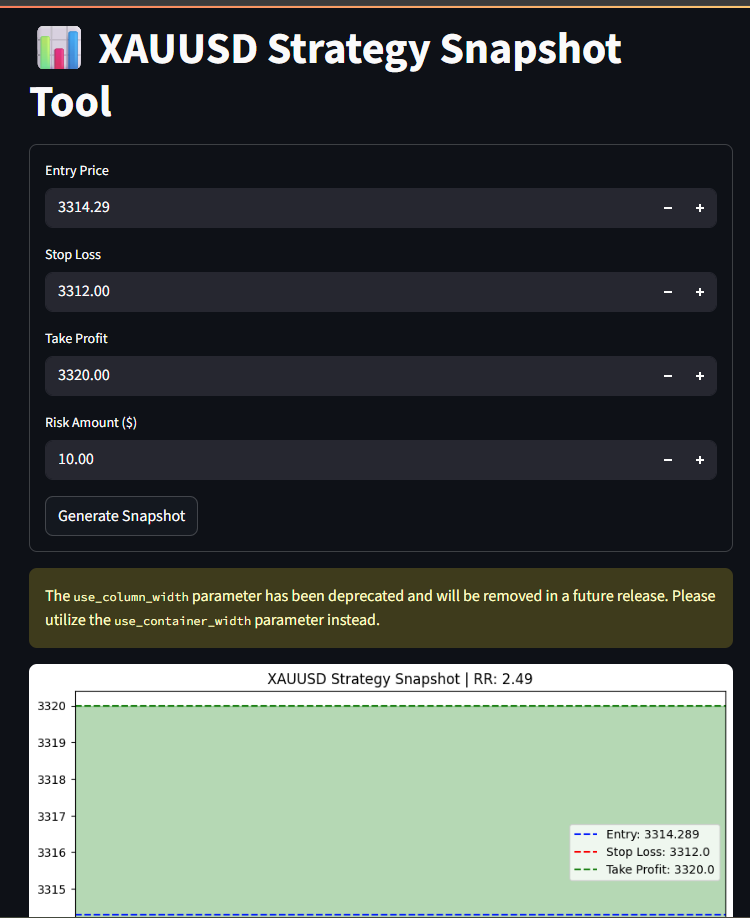 XAUUSD Strategy Snapshot
Tool
Entry Price
3314.29
Stop Loss
3312.00
Take Profit
3320.00
Risk Amount ($)
10.00
Generate Snapshot
The use_column_width parameter has been deprecated and will be removed in a future release. Please
utilize the use_container_width parameter instead.
XAUUSD Strategy Snapshot | RR: 2.49
3320
3319
3318
3317
3316
3315
Entry: 3314.289
Stop Loss: 3312.0
Take Profit: 3320.0